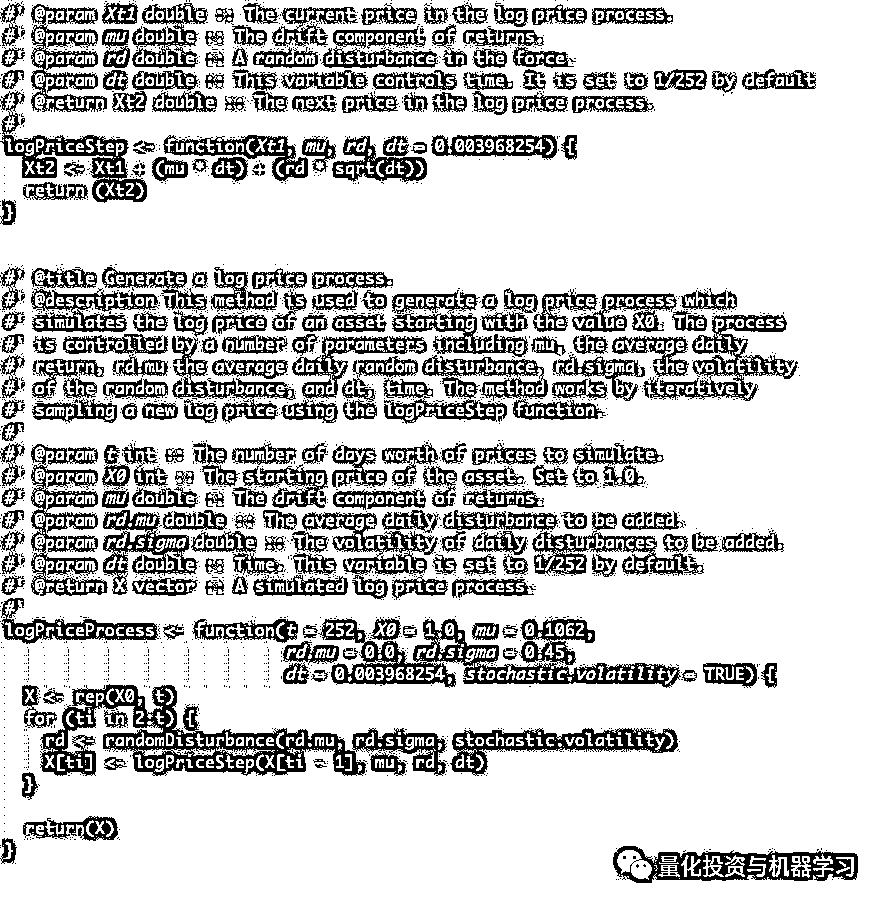 #' @param Xt1 double :: The current price in the log price process.
#' @param mu double :: The drift component of returns.
#' @param rd double :: A random disturbance in the force.
#' @param dt double :: This variable controls time. It is set to 1/252 by default
#' @return Xt2 double :: The next price in the log price process.
#'
logPriceStep <- function(Xt1, mu, rd, dt = 0.003968254) {
  Xt2 <- Xt1 + (mu * dt) + (rd * sqrt(dt))
  return (Xt2)
}
#' @title Generate a log price process.
#' @description This method is used to generate a log price process which
#' simulates the log price of an asset starting with the value X0. The process
#' is controlled by a number of parameters including mu, the average daily
#' return, rd.mu the average daily random disturbance, rd.sigma, the volatility
#' of the random disturbance, and dt, time. The method works by iteratively
#' sampling a new log price using the logPriceStep function.
#'
#' @param t int :: The number of days worth of prices to simulate.
#' @param X0 int :: The starting price of the asset. Set to 1.0.
#' @param mu double :: The drift component of returns.
#' @param rd.mu double :: The average daily disturbance to be added.
#' @param rd.sigma double :: The volatility of daily disturbances to be added.
#' @param dt double :: Time. This variable is set to 1/252 by default.
#' @return X vector :: A simulated log price process.
#'
logPriceProcess <- function(t = 252, X0 = 1.0, mu = 0.1062,
                            rd.mu = 0.0, rd.sigma = 0.45,
                            dt = 0.003968254, stochastic.volatility = TRUE) {
  X <- rep(X0, t)
  for (ti in 2:t) {
    rd <- randomDisturbance(rd.mu, rd.sigma, stochastic.volatility)
    X[ti] <- logPriceStep(X[ti - 1], mu, rd, dt)
  }
  return(X)
}
量化投资与机器学习